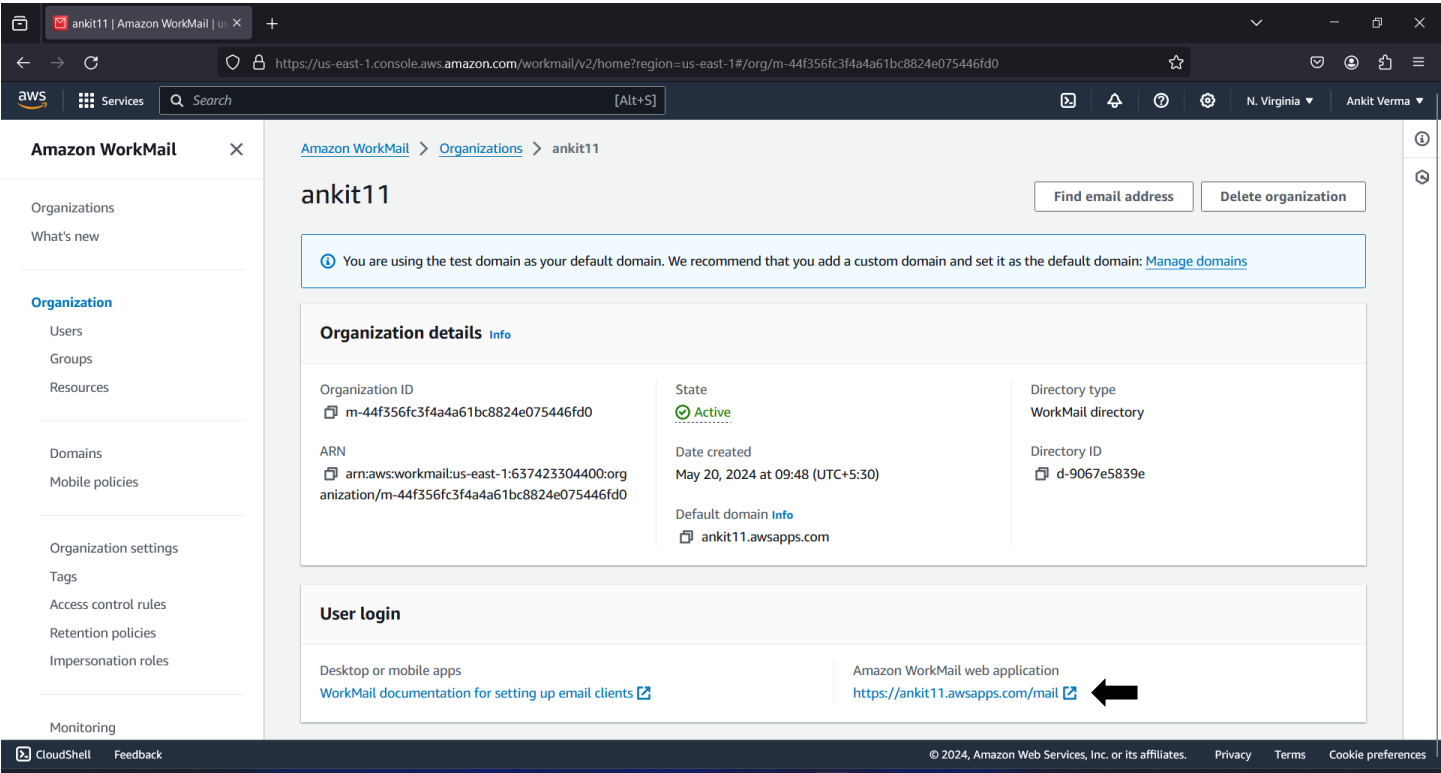 ankit11 | Amazon WorkMail | us
https://us-east-1.console.aws.amazon.com/workmail/v2/home?region=us-east-1#/org/m-44f356fc3f4a4a61bc8824e075446fd0
aws
Services
Search
[Alt+S]
N. Virginia
Ankit Verma
Amazon WorkMail
Organizations
What's new
Organization
Users
Groups
Resources
Domains
Mobile policies
Organization settings
Tags
Access control rules
Retention policies
Impersonation roles
Monitoring
Amazon WorkMail > Organizations > ankit11
ankit11
Find email address
Delete organization
You are using the test domain as your default domain. We recommend that you add a custom domain and set it as the default domain: Manage domains
Organization details Info
Organization ID
m-44f356fc3f4a4a61bc8824e075446fd0
ARN
arn:aws:workmail:us-east-1:637423304400:org
anization/m-44f356fc3f4a4a61bc8824e075446fd0
State
Active
Date created
May 20, 2024 at 09:48 (UTC+5:30)
Default domain Info
ankit11.awsapps.com
Directory type
WorkMail directory
Directory ID
d-9067e5839e
User login
Desktop or mobile apps
WorkMail documentation for setting up email clients
Amazon WorkMail web application
https://ankit11.awsapps.com/mail
CloudShell
Feedback
© 2024, Amazon Web Services, Inc. or its affiliates.
Privacy
Terms
Cookie preferences